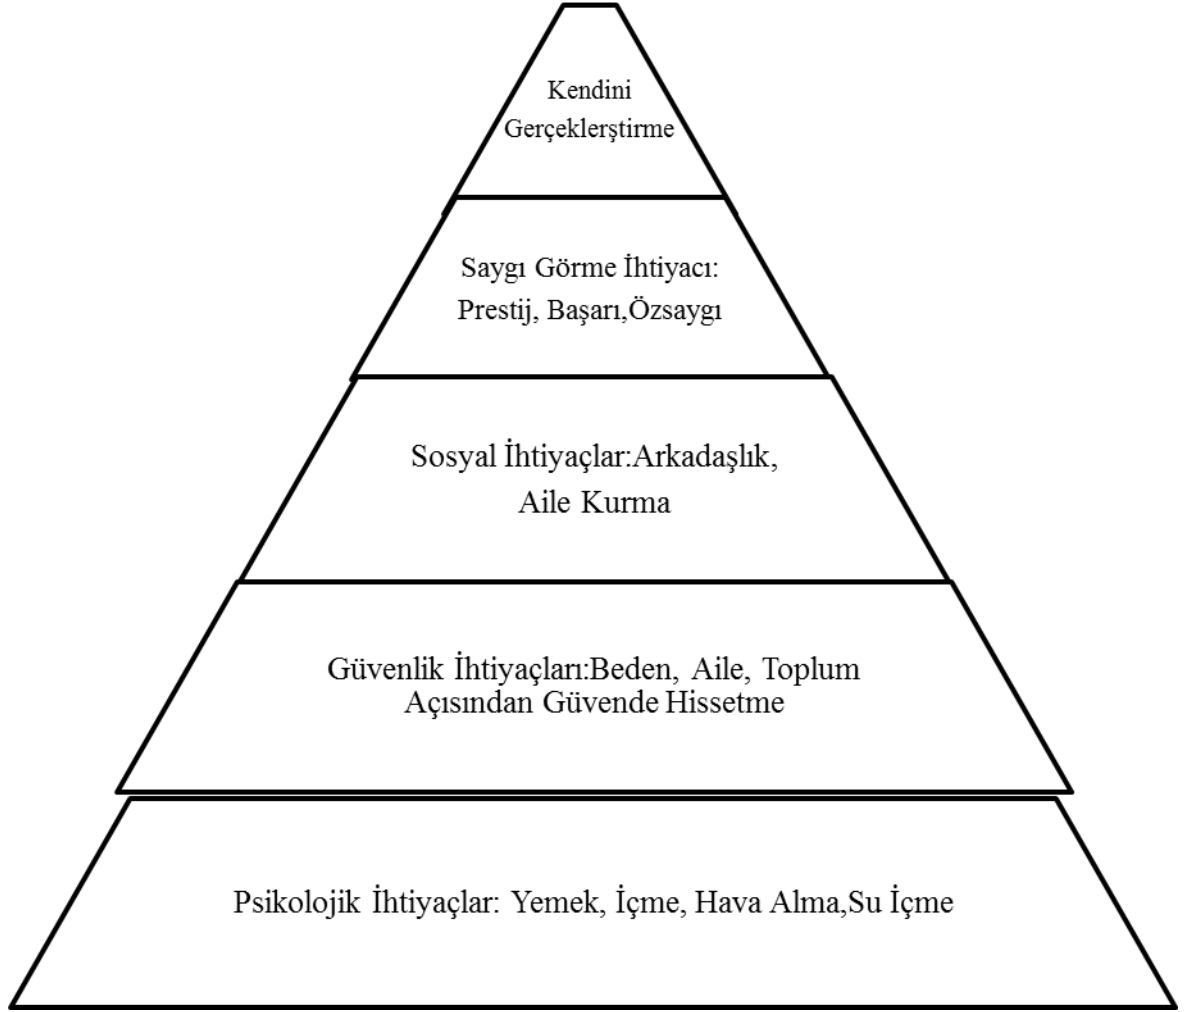 Kendini
Gerçeklerştirme
Saygı Görme İhtiyacı:
Prestij, Başarı,Özsaygı
Sosyal İhtiyaçlar:Arkadaşlık,
Aile Kurma
Güvenlik İhtiyaçları:Beden, Aile, Toplum
Açısından Güvende Hissetme
Psikolojik İhtiyaçlar: Yemek, İçme, Hava Alma,Su İçme